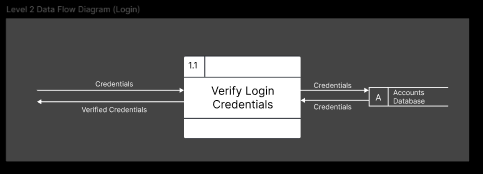 Level 2 Data Flow Diagram (Login)
1.1
Credentials
Verified Credentials
Verify Login
Credentials
Credentials
Credentials
A
Accounts
Database